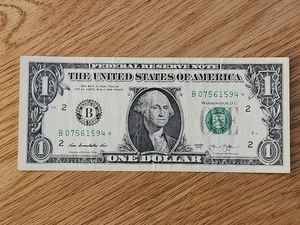 FEDERAL RESERVE NOTE
1 THE UNITED STATES OF AMERICA 1
B 07561594 *
WASHINGTON, D.C.
2 2
B
B 07561594 *
2 2
1 ONE DOLLAR 1